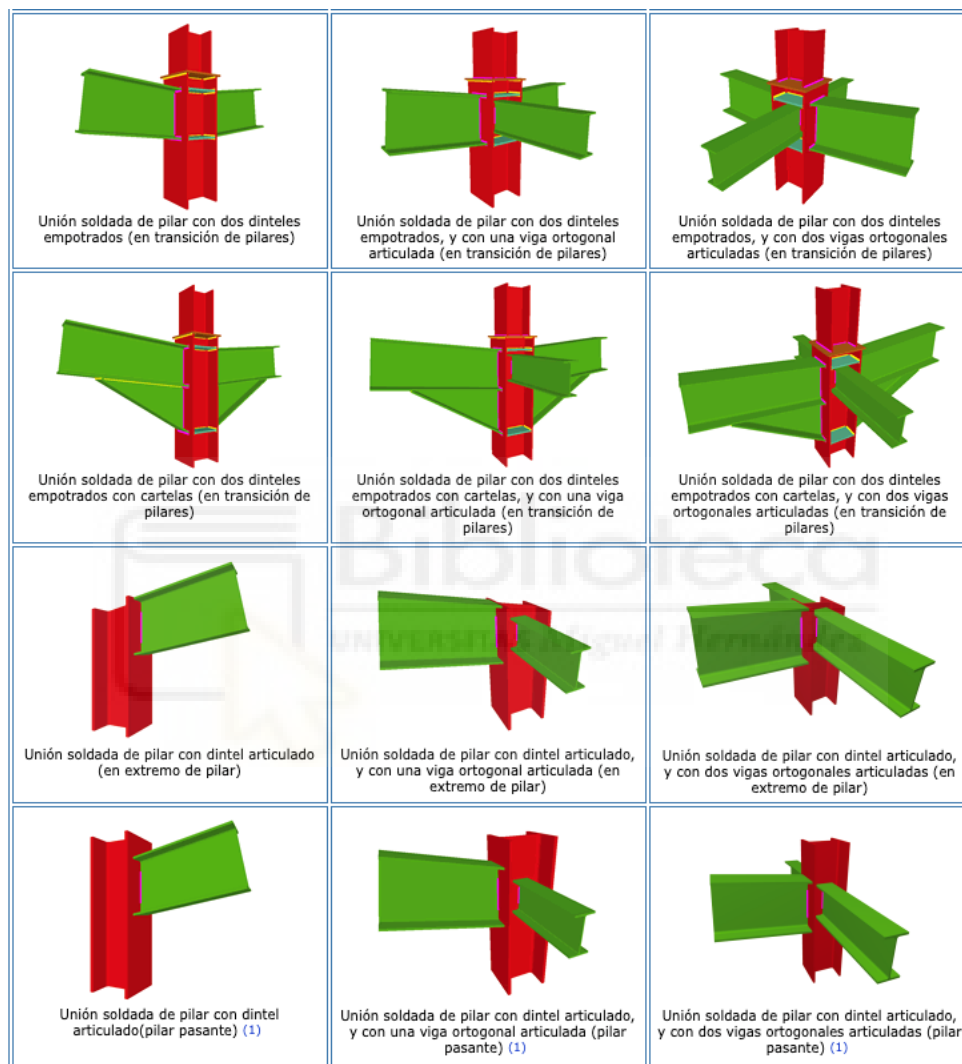 Unión soldada de pilar con dos dinteles
empotrados (en transición de pilares)
Unión soldada de pilar con dos dinteles
empotrados, y con una viga ortogonal
articulada (en transición de pilares)
Unión soldada de pilar con dos dinteles
empotrados, y con dos vigas ortogonales
articuladas (en transición de pilares)
Unión soldada de pilar con dos dinteles
empotrados con cartelas (en transición de
pilares)
Unión soldada de pilar con dos dinteles
empotrados con cartelas, y con una viga
ortogonal articulada (en transición de
pilares)
Unión soldada de pilar con dos dinteles
empotrados con cartelas, y con dos vigas
ortogonales articuladas (en transición de
pilares)
Biblioteca
UNIVERSITAS Miguel Hernández
Unión soldada de pilar con dintel articulado
(en extremo de pilar)
Unión soldada de pilar con dintel articulado,
y con una viga ortogonal articulada (en
extremo de pilar)
Unión soldada de pilar con dintel articulado,
y con dos vigas ortogonales articuladas (en
extremo de pilar)
Unión soldada de pilar con dintel
articulado(pilar pasante) (1)
Unión soldada de pilar con dintel articulado,
y con una viga ortogonal articulada (pilar
pasante) (1)
Unión soldada de pilar con dintel articulado,
y con dos vigas ortogonales articuladas (pilar
pasante) (1)